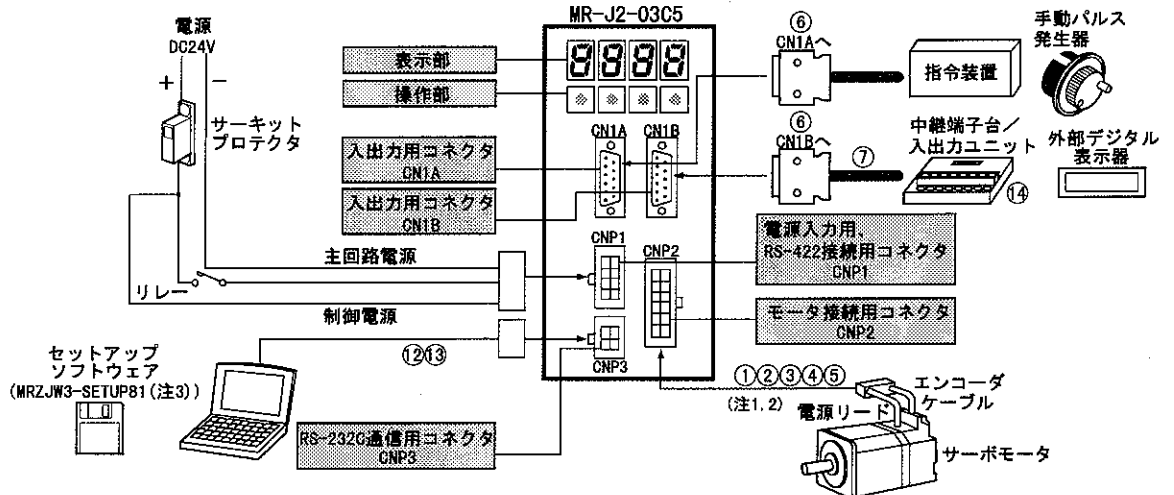 MR-J2-03C5
電源
DC24V
+
−
サーキット
プロテクタ
表示部
操作部
8888
CN1A
CN1B
入出力用コネクタ
CN1A
入出力用コネクタ
CN1B
⑥
CN1Aへ
指令装置
手動パルス
発生器
⑥
CN1Bへ
⑦
中継端子台/
入出力ユニット
⑭
外部デジタル
表示器
主回路電源
リレー
制御電源
CNP1
CNP2
CNP3
電源入力用、
RS-422接続用コネクタ
CNP1
モータ接続用コネクタ
CNP2
セットアップ
ソフトウェア
(MRZJW3-SETUP81(注3))
⑫⑬
RS-232C通信用コネクタ
CNP3
①②③④⑤
(注1,2)
エンコーダ
ケーブル
電源リード
サーボモータ